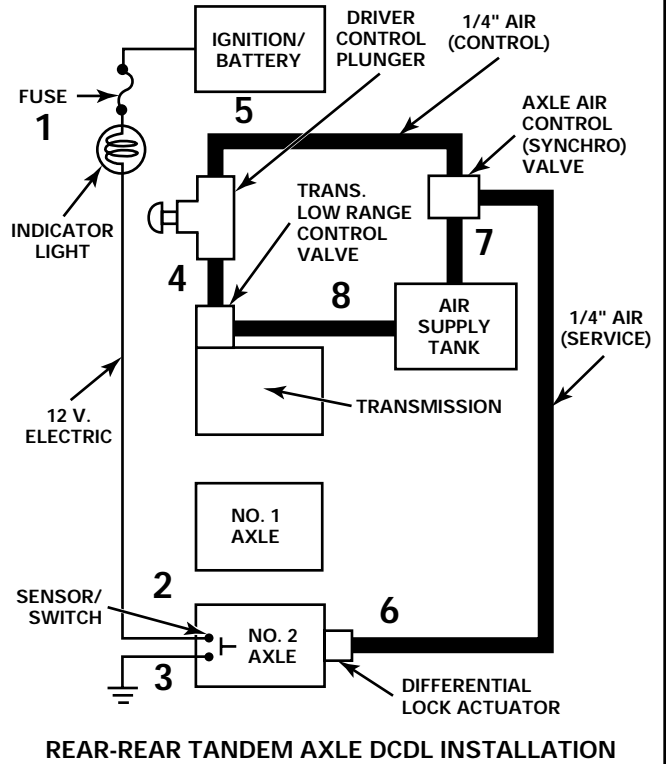 IGNITION/
BATTERY
DRIVER
CONTROL
PLUNGER
1/4" AIR
(CONTROL)
FUSE
1
5
AXLE AIR
CONTROL
(SYNCHRO)
VALVE
INDICATOR
LIGHT
TRANS.
LOW RANGE
CONTROL
VALVE
4
7
8
AIR
SUPPLY
TANK
1/4" AIR
(SERVICE)
12 V.
ELECTRIC
TRANSMISSION
NO. 1
AXLE
2
SENSOR/
SWITCH
NO. 2
AXLE
6
3
DIFFERENTIAL
LOCK ACTUATOR
REAR-REAR TANDEM AXLE DCDL INSTALLATION